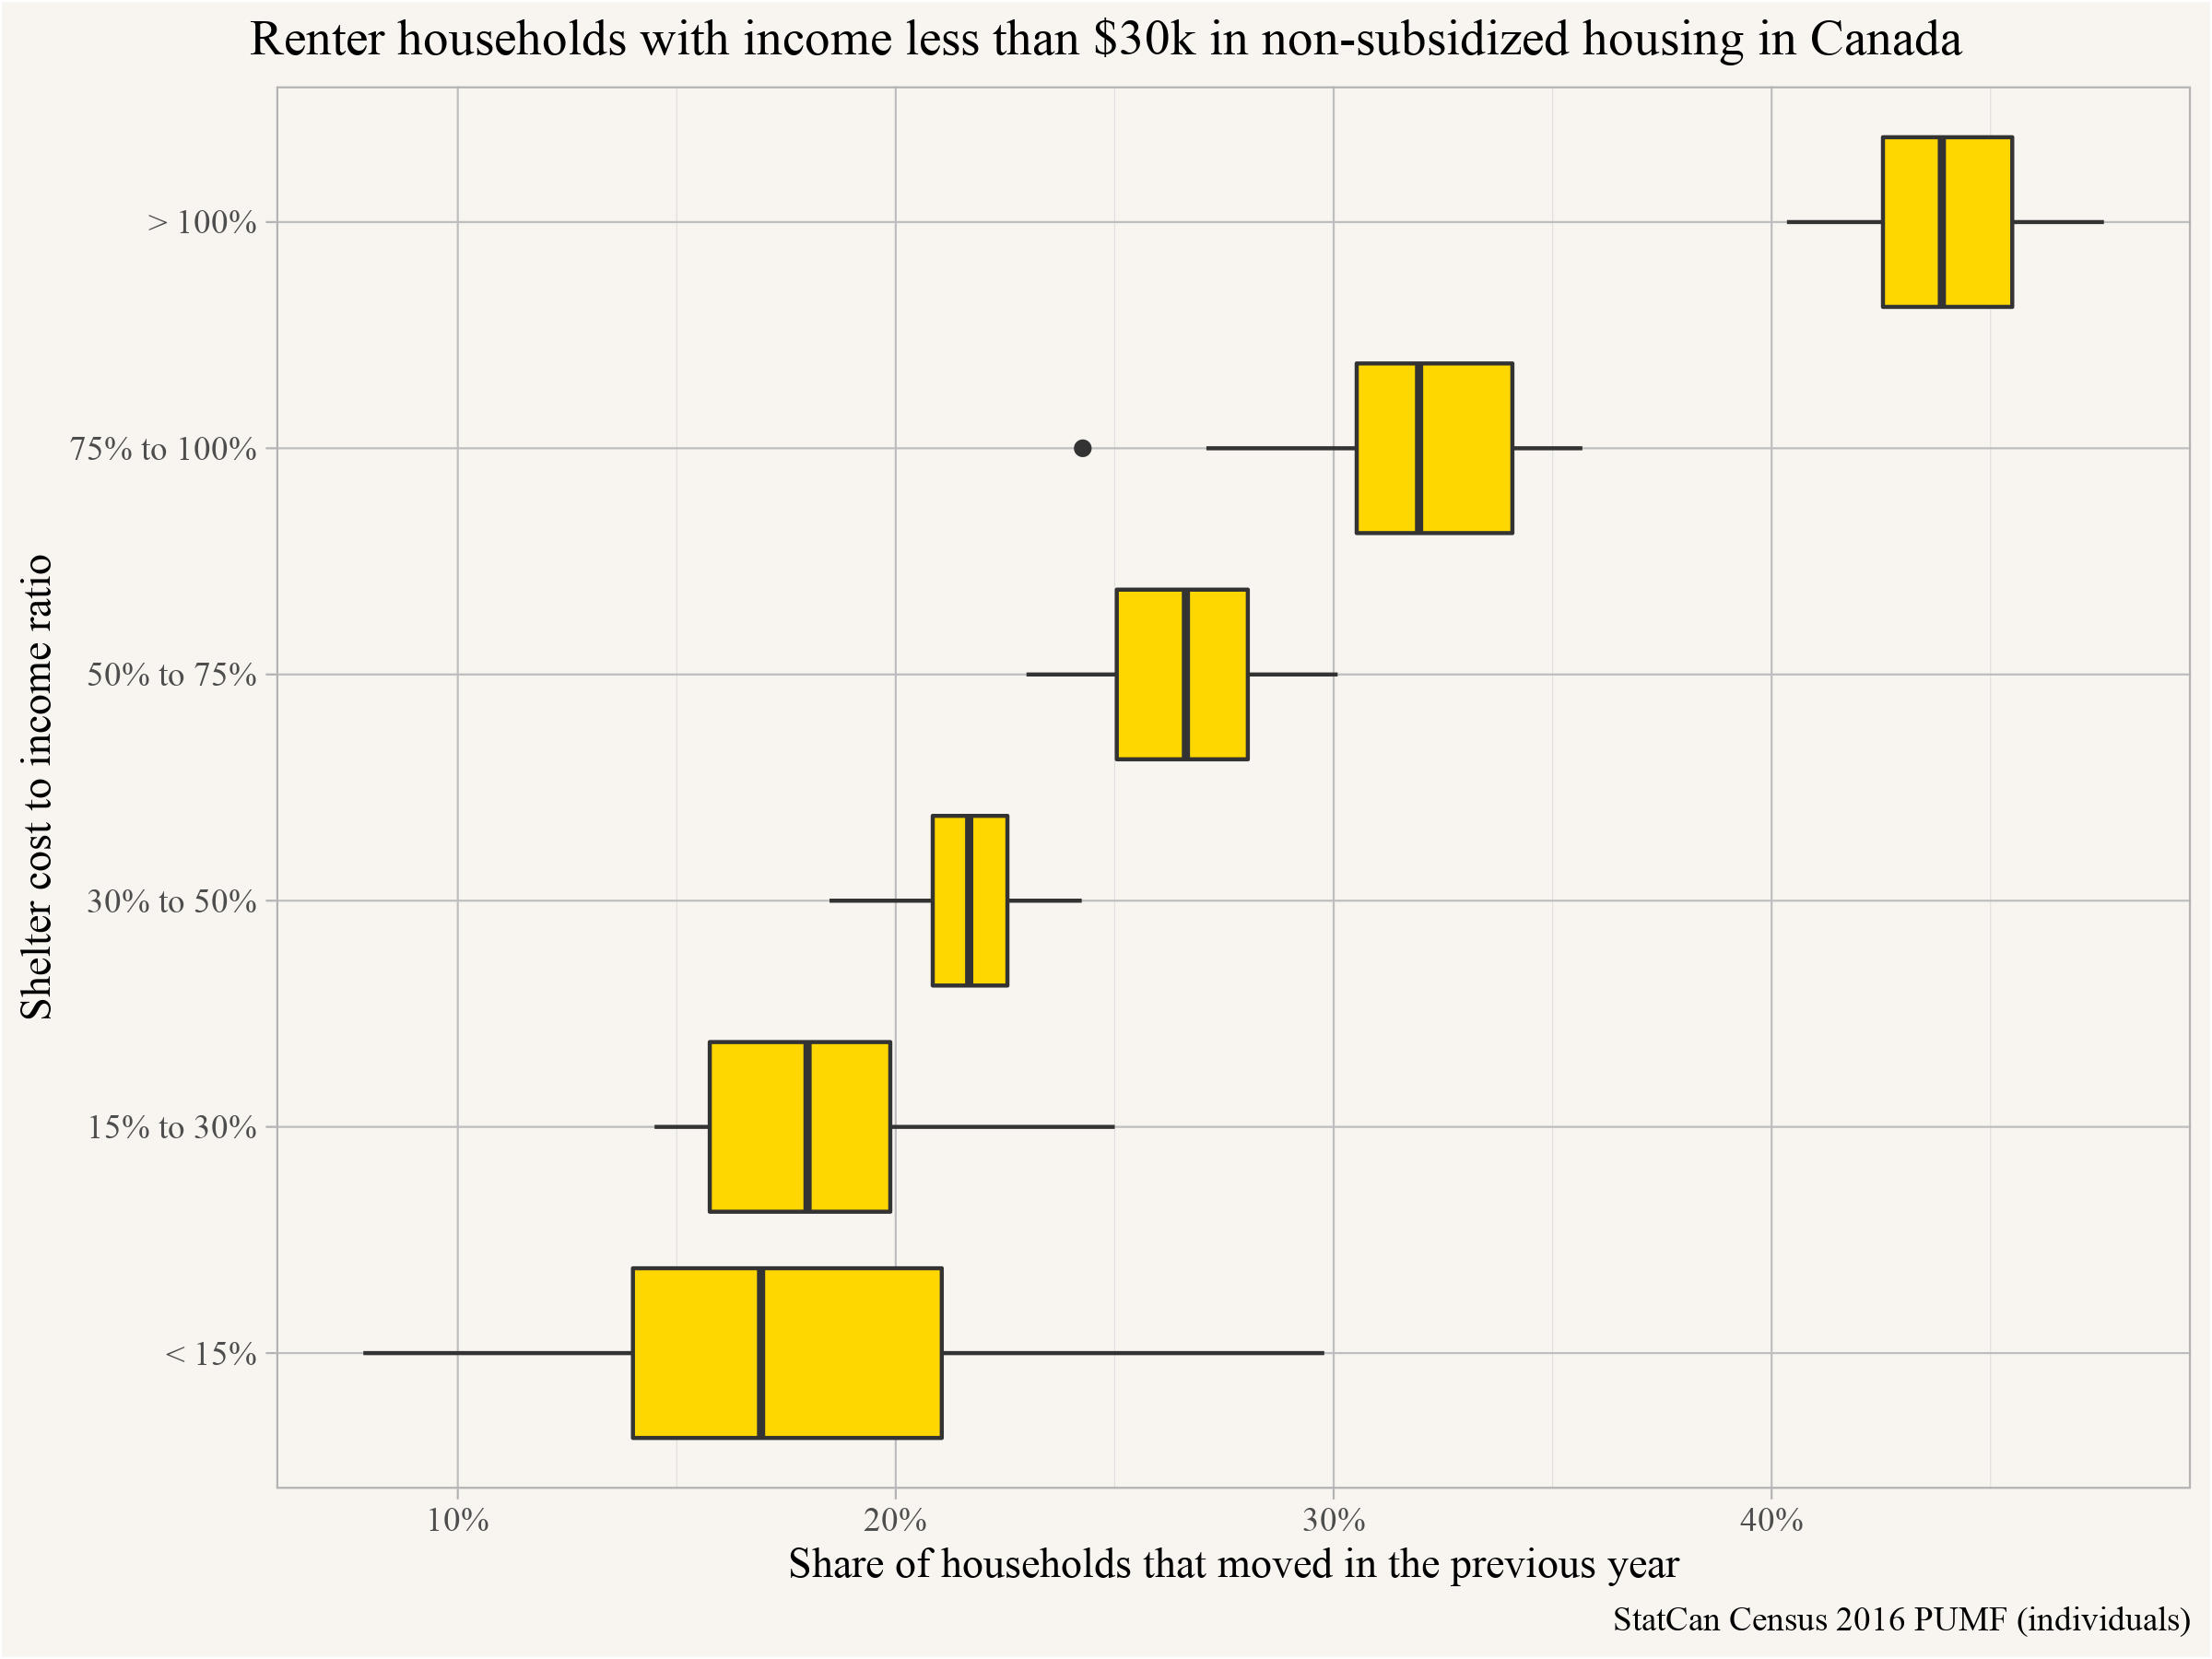 Renter households with income less than $30k in non-subsidized housing in Canada
Shelter cost to income ratio
> 100%
75% to 100%
50% to 75%
30% to 50%
15% to 30%
< 15%
10%
20%
30%
40%
Share of households that moved in the previous year
StatCan Census 2016 PUMF (individuals)